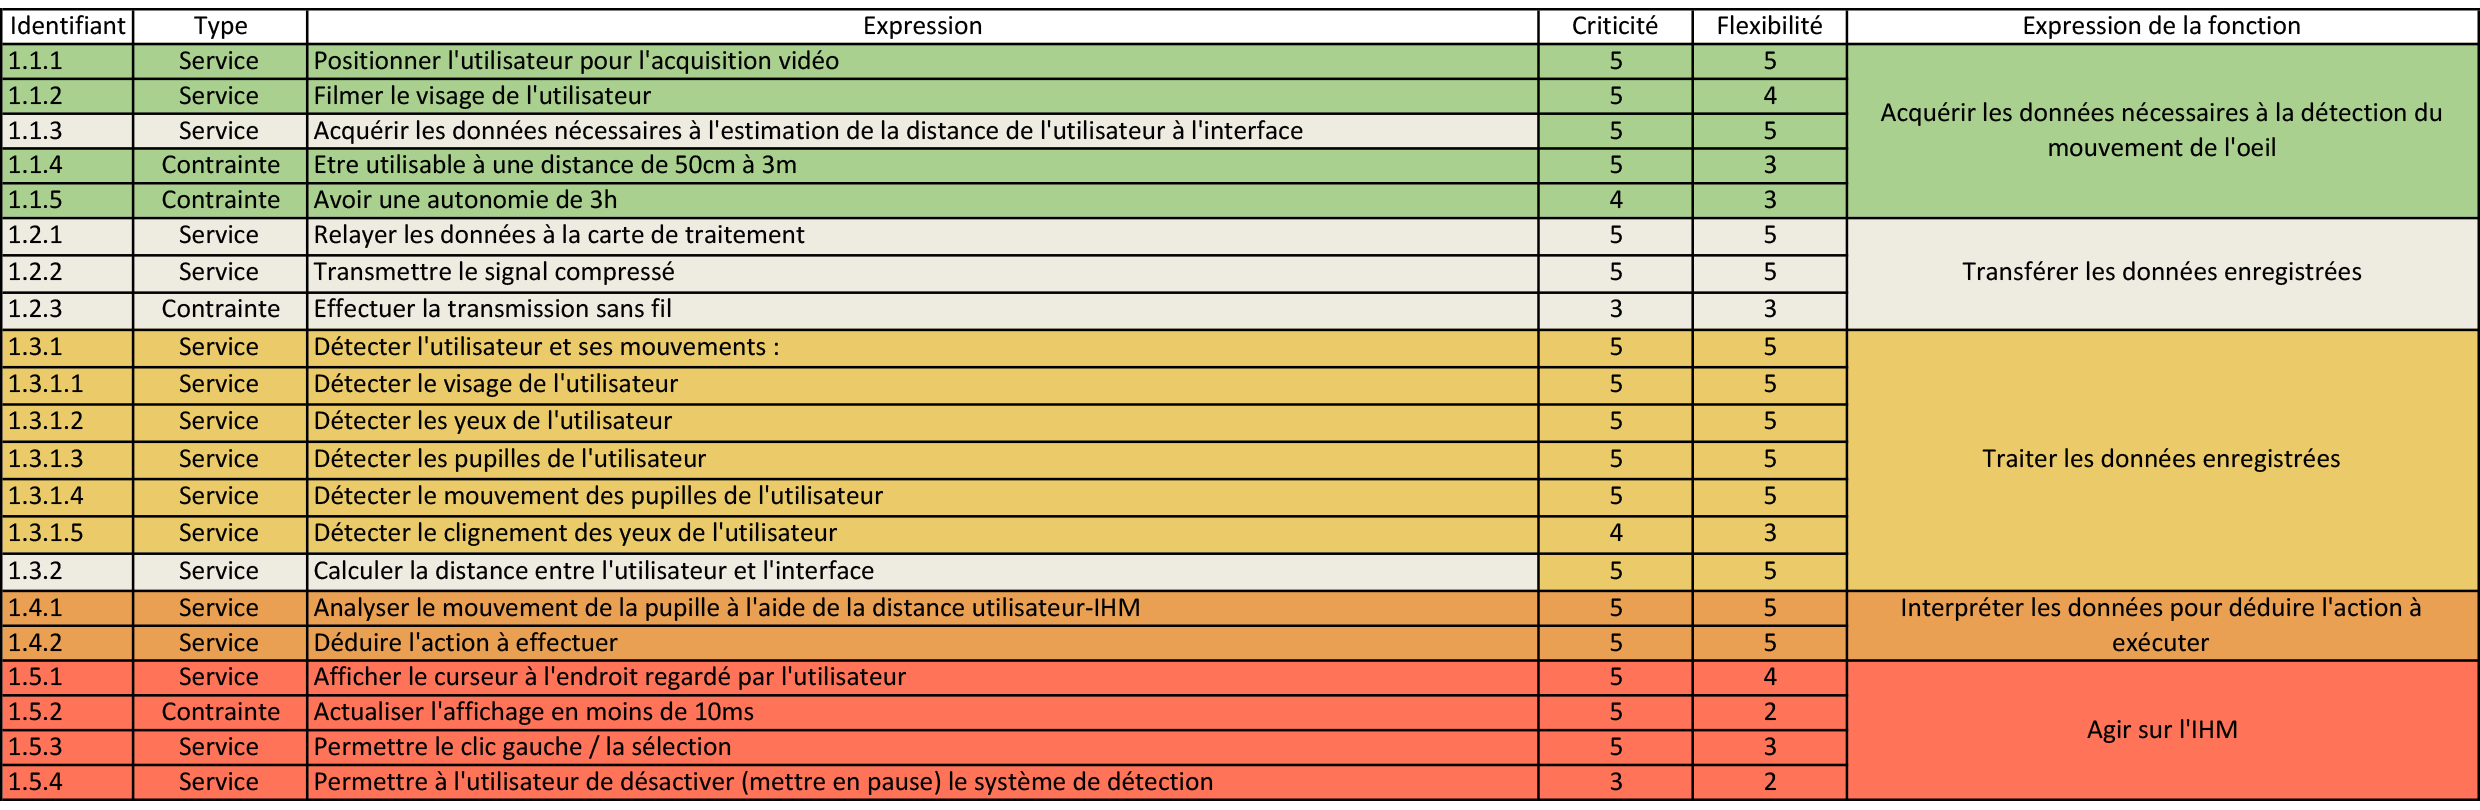 Identifiant Type Expression Criticité Flexibilité Expression de la fonction
1.1.1 Service Positionner l'utilisateur pour l'acquisition vidéo 5 5
1.1.2 Service Filmer le visage de l'utilisateur 5 4
Acquérir les données nécessaires à la détection du
1.1.3 Service Acquérir les données nécessaires à l'estimation de la distance de l'utilisateur à l'interface 5 5
mouvement de l'oeil
1.1.4 Contrainte Etre utilisable à une distance de 50cm à 3m 5 3
1.1.5 Contrainte Avoir une autonomie de 3h 4 3
1.2.1 Service Relayer les données à la carte de traitement 5 5
1.2.2 Service Transmettre le signal compressé 5 5 Transférer les données enregistrées
1.2.3 Contrainte Effectuer la transmission sans fil 3 3
1.3.1 Service Détecter l'utilisateur et ses mouvements : 5 5
1.3.1.1 Service Détecter le visage de l'utilisateur 5 5
1.3.1.2 Service Détecter les yeux de l'utilisateur 5 5
1.3.1.3 Service Détecter les pupilles de l'utilisateur 5 5 Traiter les données enregistrées
1.3.1.4 Service Détecter le mouvement des pupilles de l'utilisateur 5 5
1.3.1.5 Service Détecter le clignement des yeux de l'utilisateur 4 3
1.3.2 Service Calculer la distance entre l'utilisateur et l'interface 5 5
1.4.1 Service Analyser le mouvement de la pupille à l'aide de la distance utilisateur-IHM 5 5 Interpréter les données pour déduire l'action à
1.4.2 Service Déduire l'action à effectuer 5 5 exécuter
1.5.1 Service Afficher le curseur à l'endroit regardé par l'utilisateur 5 4
1.5.2 Contrainte Actualiser l'affichage en moins de 10ms 5 2
Agir sur l'IHM
1.5.3 Service Permettre le clic gauche / la sélection 5 3
1.5.4 Service Permettre à l'utilisateur de désactiver (mettre en pause) le système de détection 3 2